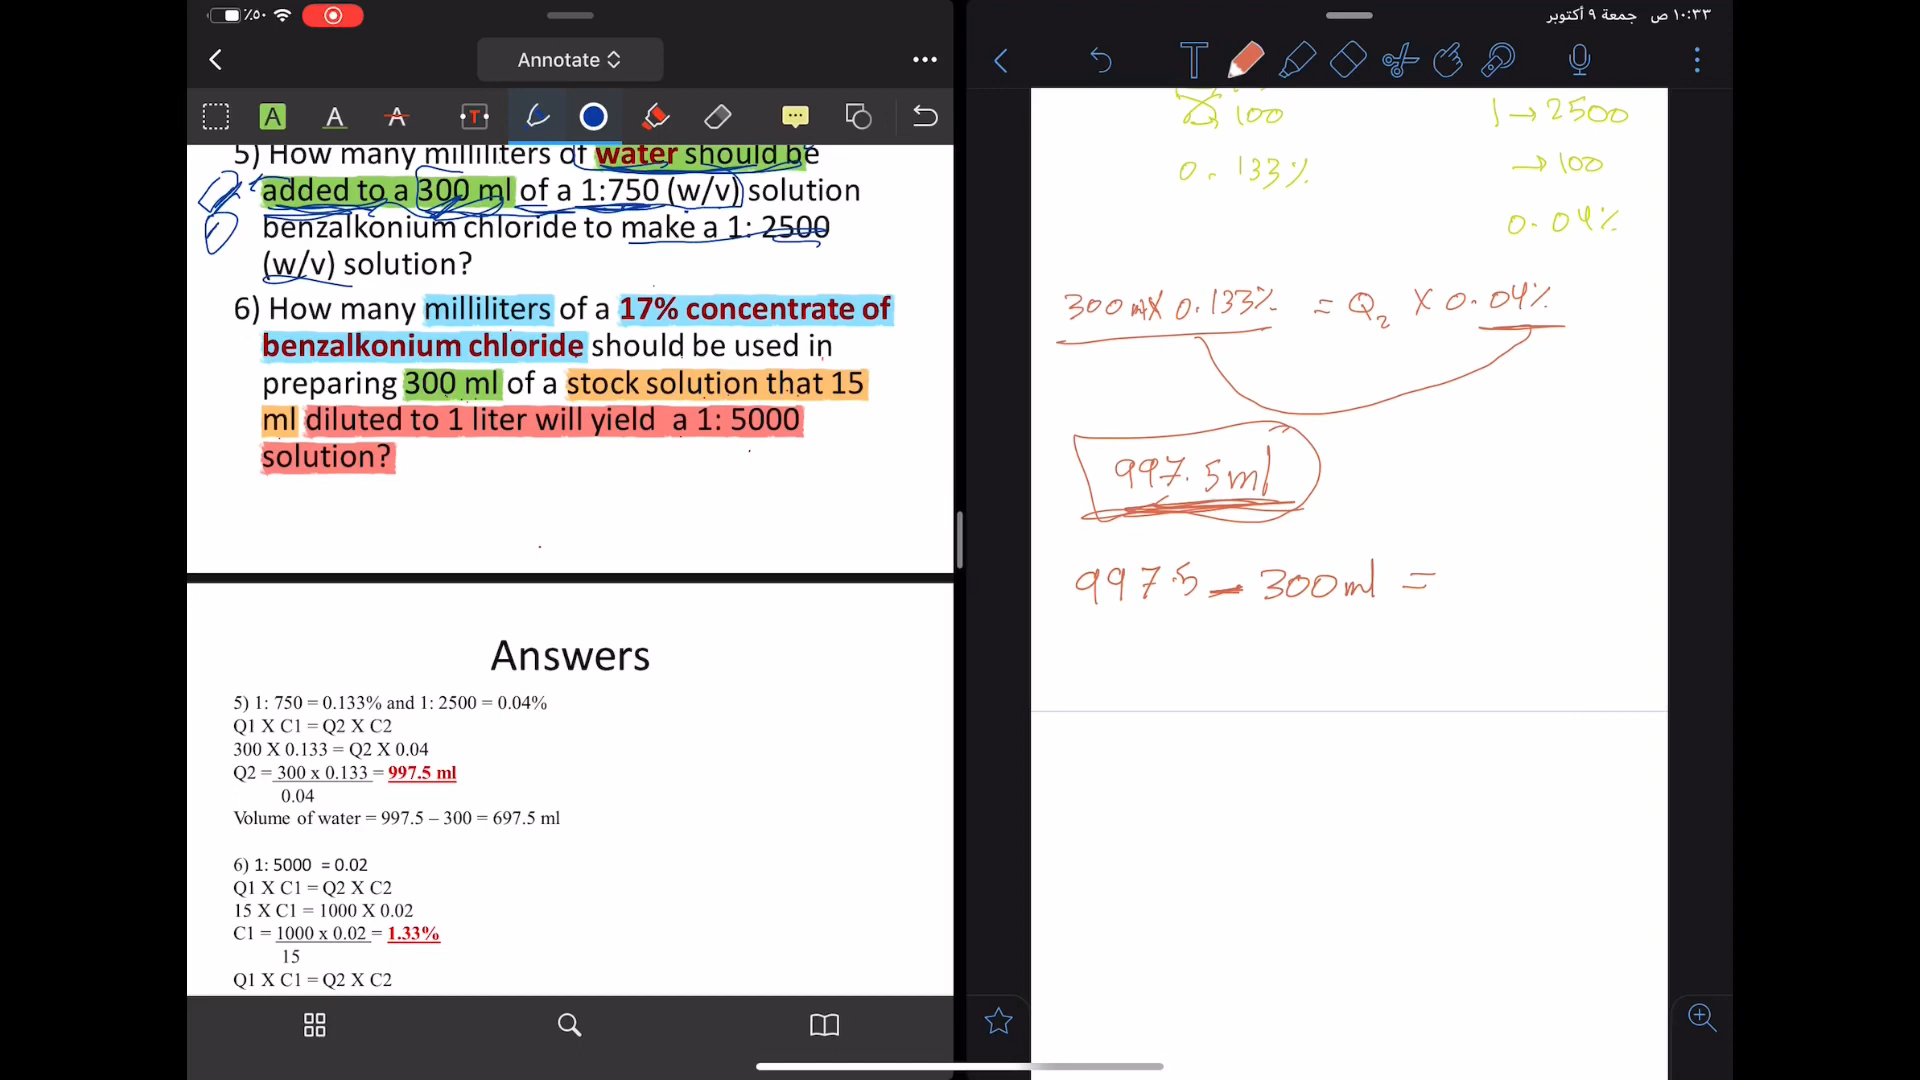 ٪٥٠
Annotate
5) How many milliliters of water should be
added to a 300 ml of a 1:750 (w/v) solution
benzalkonium chloride to make a 1: 2500
(w/v) solution?
6) How many milliliters of a 17% concentrate of
benzalkonium chloride should be used in
preparing 300 ml of a stock solution that 15
ml diluted to 1 liter will yield a 1: 5000
solution?
Answers
5) 1: 750 = 0.133% and 1: 2500 = 0.04%
Q1 X C1 = Q2 X C2
300 X 0.133 = Q2 X 0.04
Q2 = 300 x 0.133 = 997.5 ml
0.04
Volume of water = 997.5 – 300 = 697.5 ml
6) 1: 5000 = 0.02
Q1 X C1 = Q2 X C2
15 X C1 = 1000 X 0.02
C1 = 1000 x 0.02 = 1.33%
15
Q1 X C1 = Q2 X C2
١٠:٣٣ ص جمعة ٩ أكتوبر
100
0.133%
1→2500
→100
0.04%
300ml X 0.133% = Q2 X 0.04%
997.5ml
997.5 - 300ml =